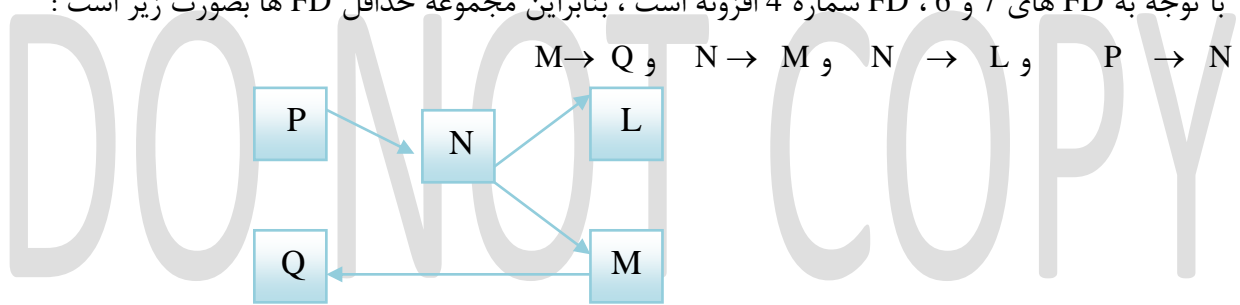 با توجه به FD های 7 و 6 ، FD شماره 4 افزونه است ، بنابراین مجموعه حداقل FD ها بصورت زیر است :
P → N و N → L و N → M و M→ Q
P
N
L
Q
M
DO NOT COPY